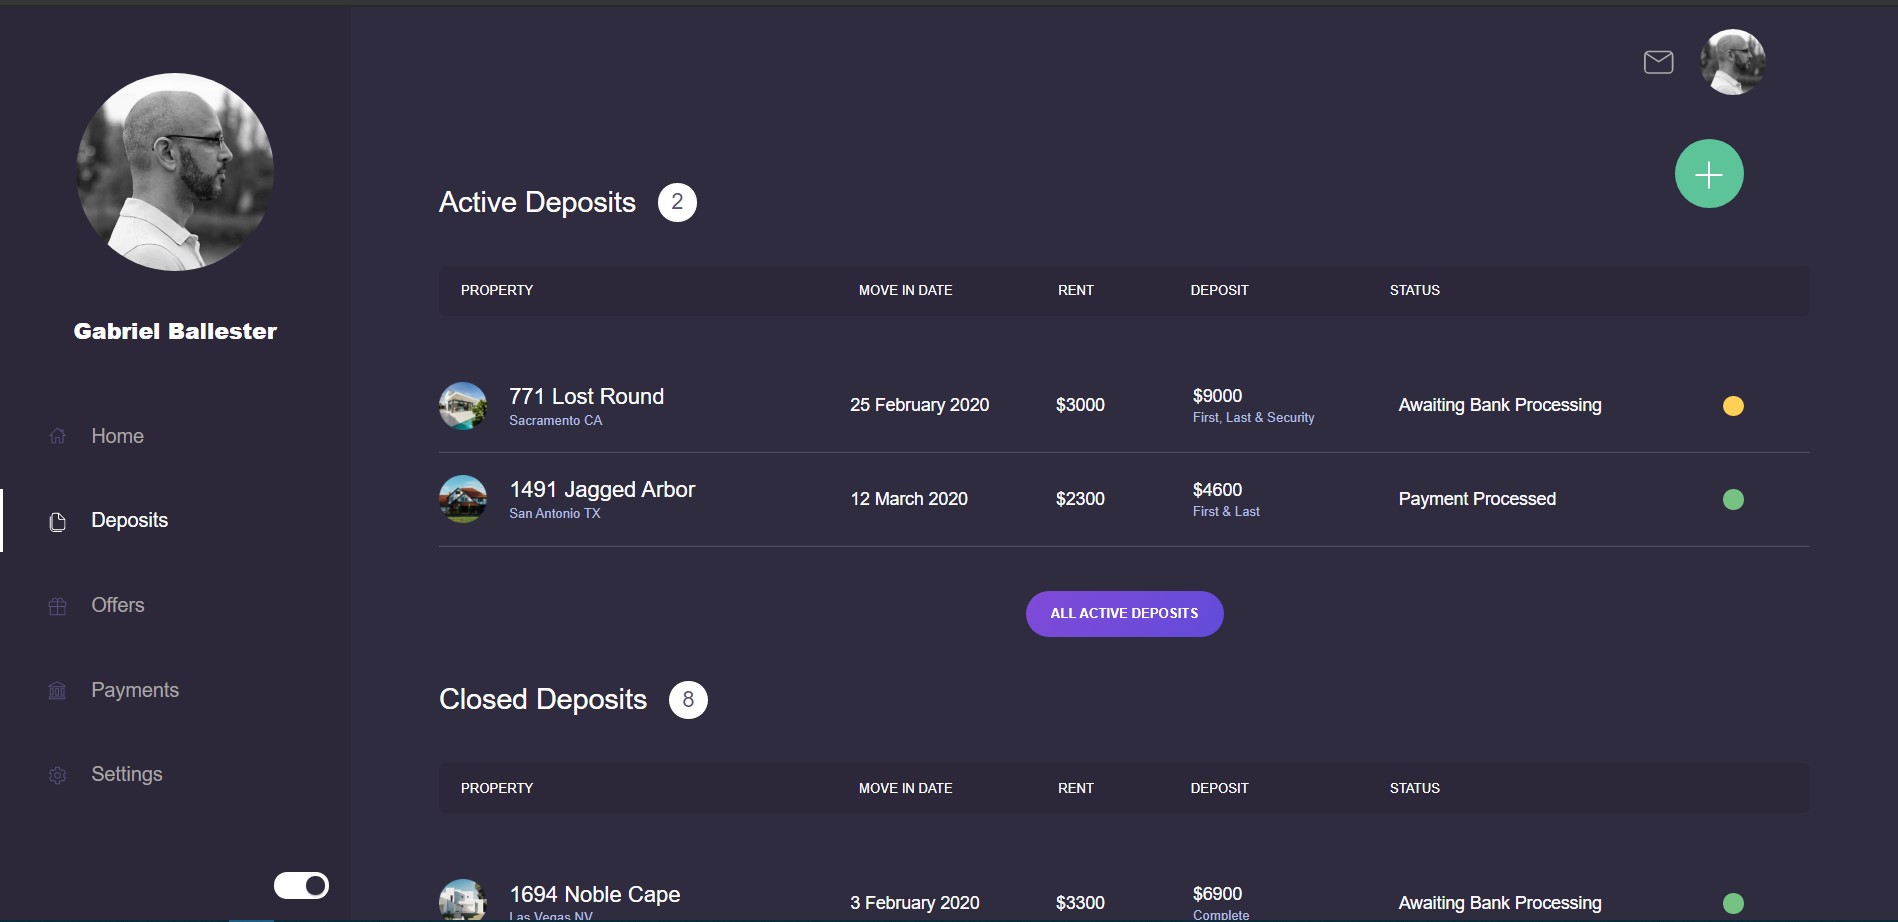 Gabriel Ballester
Home
Deposits
Offers
Payments
Settings
Active Deposits 2
PROPERTY MOVE IN DATE RENT DEPOSIT STATUS
771 Lost Round 25 February 2020 $3000 $9000 Awaiting Bank Processing
Sacramento CA First, Last & Security
1491 Jagged Arbor 12 March 2020 $2300 $4600 Payment Processed
San Antonio TX First & Last
ALL ACTIVE DEPOSITS
Closed Deposits 8
PROPERTY MOVE IN DATE RENT DEPOSIT STATUS
1694 Noble Cape 3 February 2020 $3300 $6900 Awaiting Bank Processing
Las Vegas NV Complete